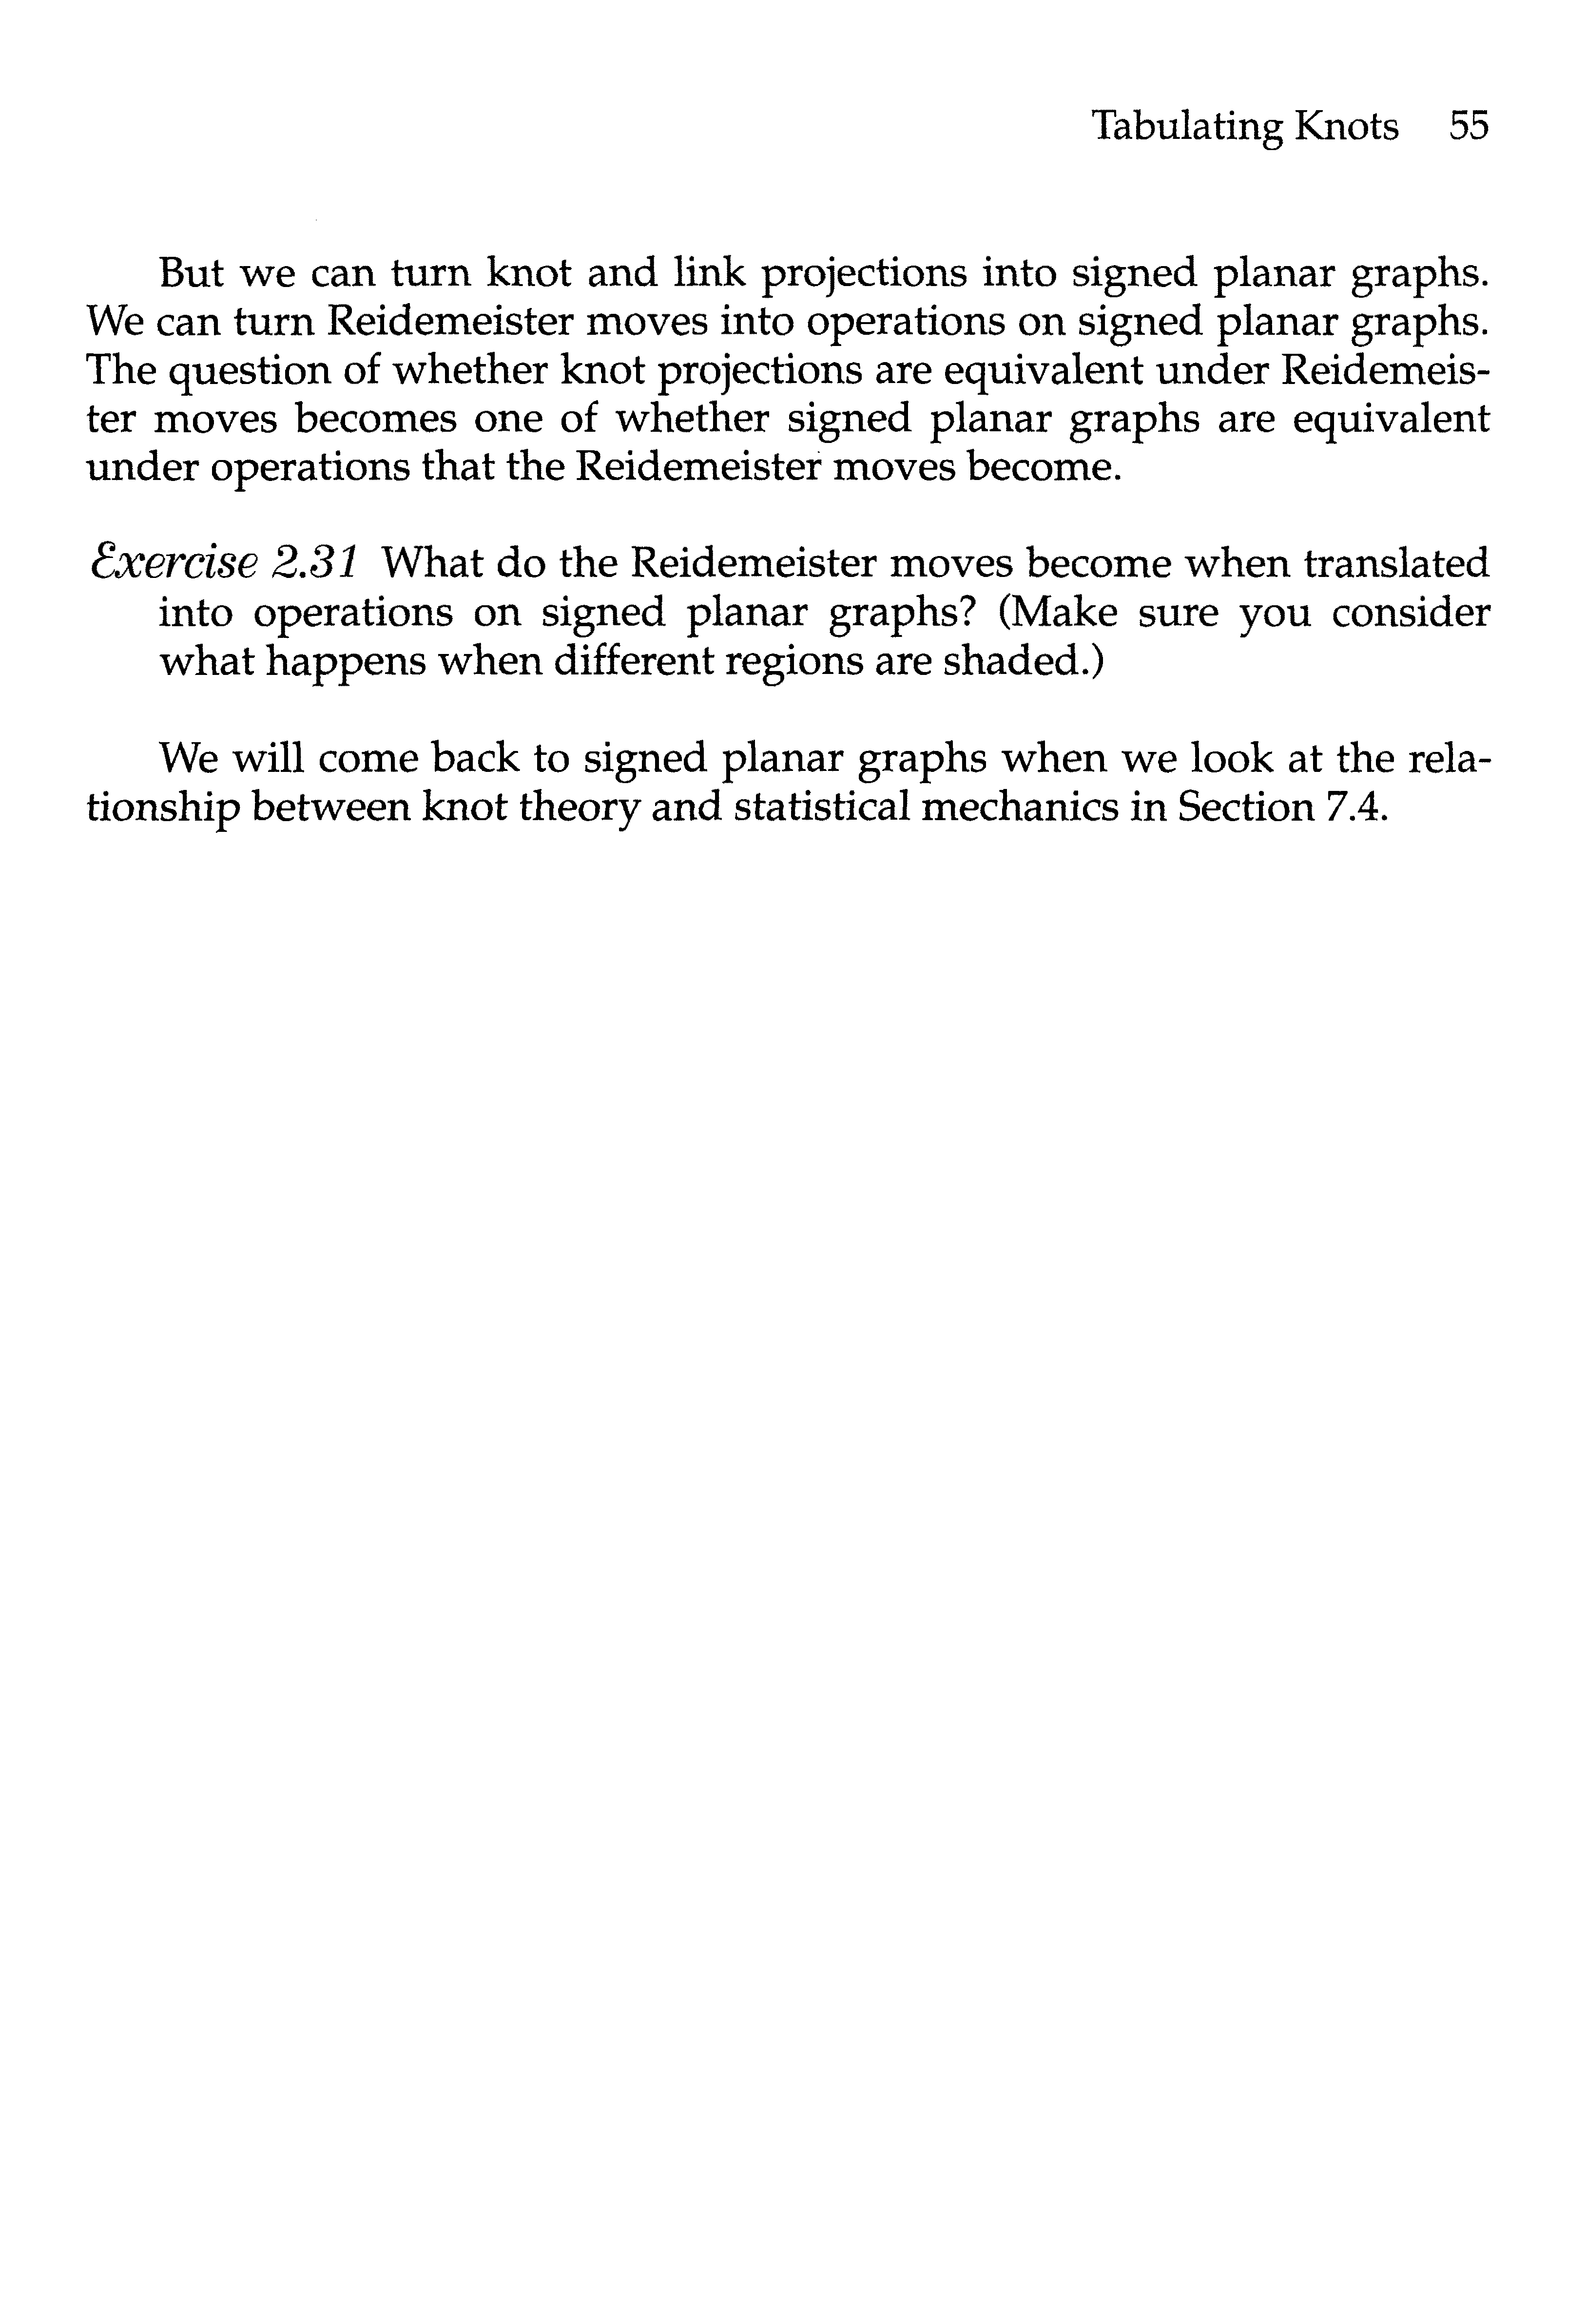 Tabulating Knots 55
But we can turn knot and link projections into signed planar graphs.
We can turn Reidemeister moves into operations on signed planar graphs.
The question of whether knot projections are equivalent under Reidemeis-
ter moves becomes one of whether signed planar graphs are equivalent
under operations that the Reidemeister moves become.
Exercise 2.31 What do the Reidemeister moves become when translated
into operations on signed planar graphs? (Make sure you consider
what happens when different regions are shaded.)
We will come back to signed planar graphs when we look at the rela-
tionship between knot theory and statistical mechanics in Section 7.4.